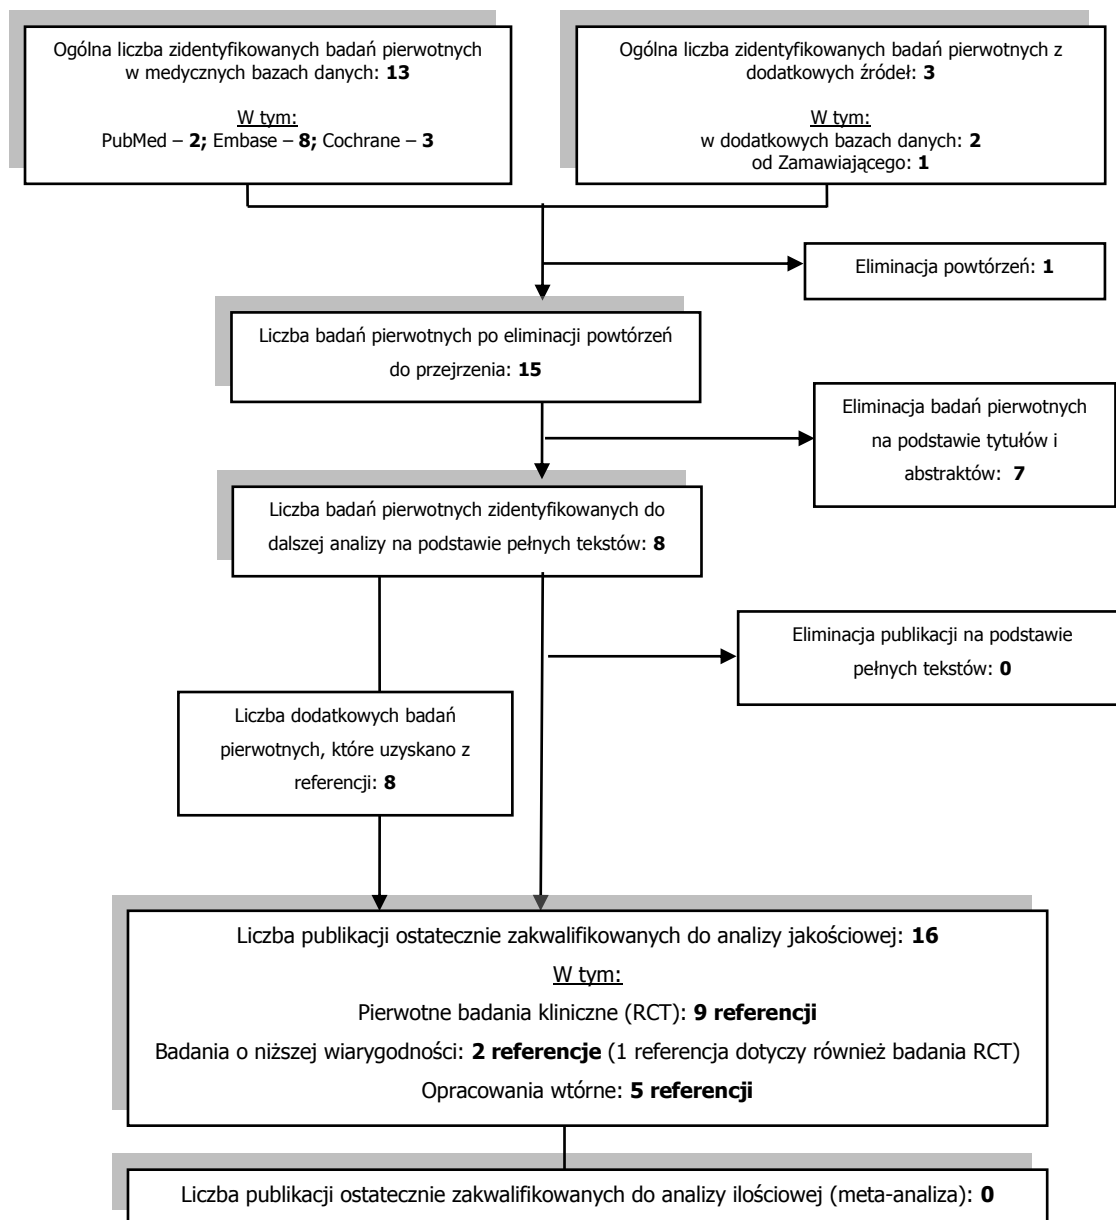 Ogólna liczba zidentyfikowanych badań pierwotnych
w medycznych bazach danych: 13
W tym:
PubMed – 2; Embase – 8; Cochrane – 3
Ogólna liczba zidentyfikowanych badań pierwotnych z
dodatkowych źródeł: 3
W tym:
w dodatkowych bazach danych: 2
od Zamawiającego: 1
Eliminacja powtórzeń: 1
Liczba badań pierwotnych po eliminacji powtórzeń
do przejrzenia: 15
Eliminacja badań pierwotnych
na podstawie tytułów i
abstraktów: 7
Liczba badań pierwotnych zidentyfikowanych do
dalszej analizy na podstawie pełnych tekstów: 8
Eliminacja publikacji na podstawie
pełnych tekstów: 0
Liczba dodatkowych badań
pierwotnych, które uzyskano z
referencji: 8
Liczba publikacji ostatecznie zakwalifikowanych do analizy jakościowej: 16
W tym:
Pierwotne badania kliniczne (RCT): 9 referencji
Badania o niższej wiarygodności: 2 referencje (1 referencja dotyczy również badania RCT)
Opracowania wtórne: 5 referencji
Liczba publikacji ostatecznie zakwalifikowanych do analizy ilościowej (meta-analiza): 0